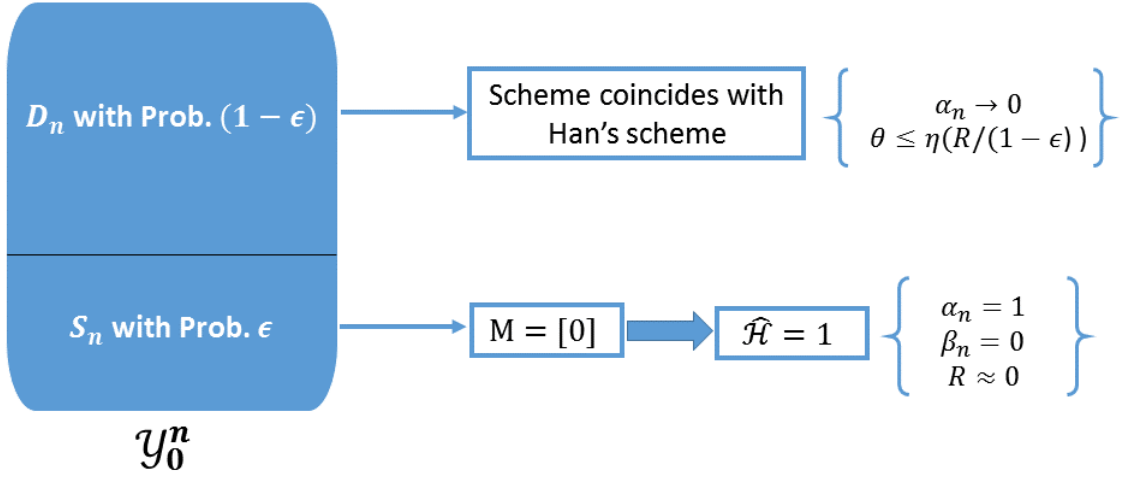 D_n with Prob. (1 − ϵ)
Scheme coincides with
Han's scheme
α_n → 0
θ ≤ η(R/(1 − ϵ))
S_n with Prob. ϵ
M = [0]
ℋ̂ = 1
α_n = 1
β_n = 0
R ≈ 0
𝒴_0^n